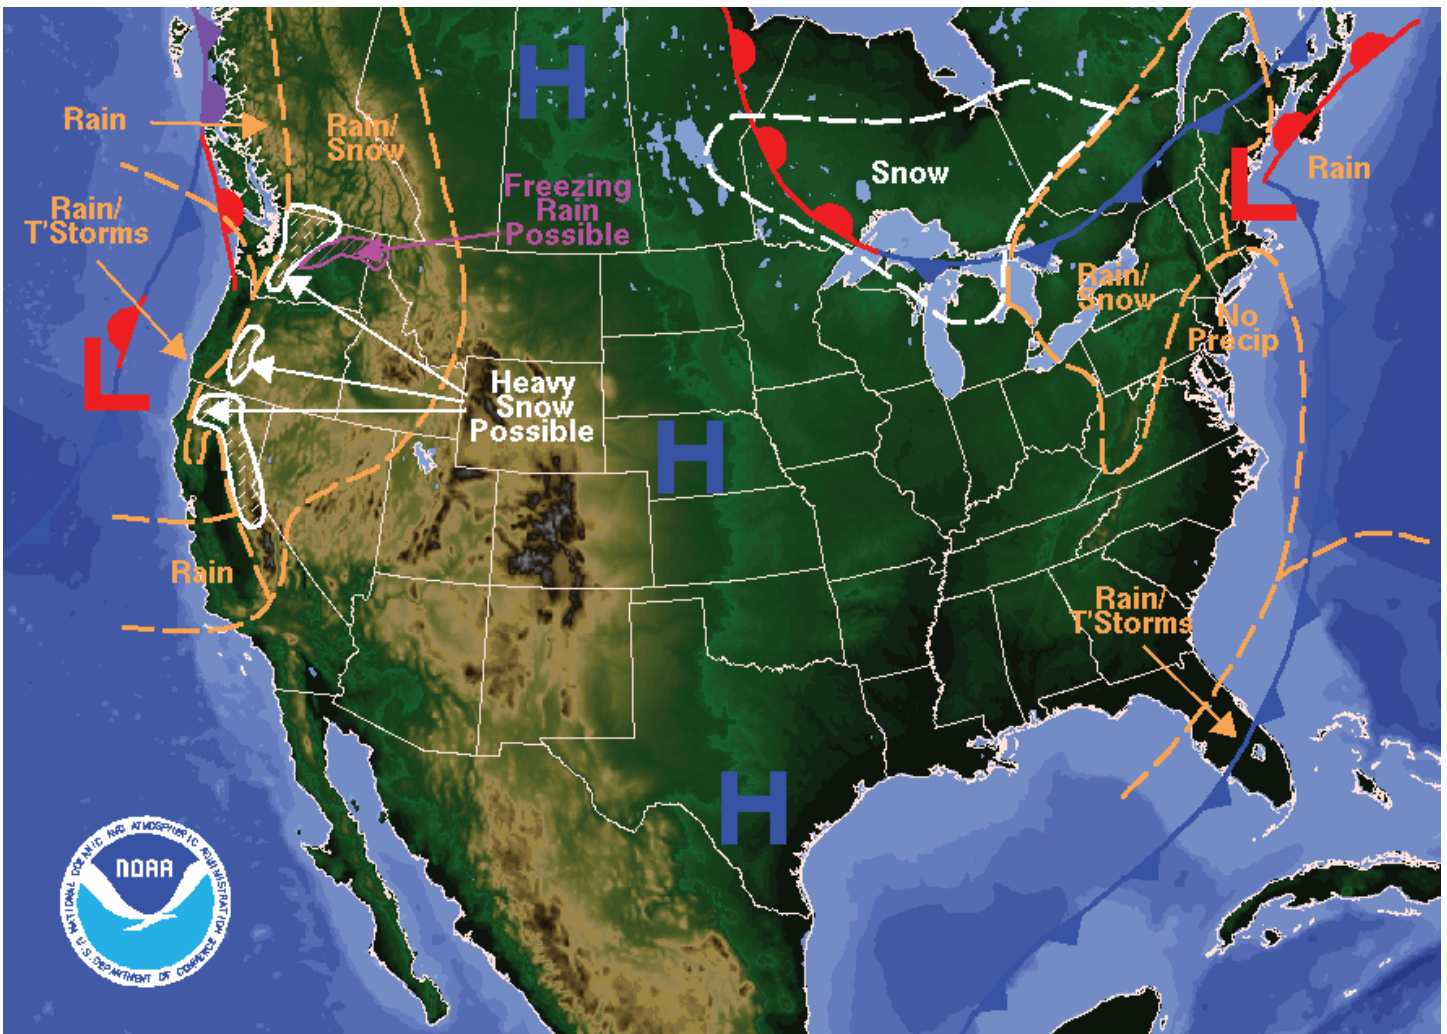 H
Rain
Rain/
Snow
Snow
Rain
L
Freezing
Rain
Possible
Rain/
T'Storms
Rain/
Snow
No
Precip
L
Heavy
Snow
Possible
H
Rain
Rain/
T'Storms
H
NATIONAL OCEANIC AND ATMOSPHERIC ADMINISTRATION
NOAA
U.S. DEPARTMENT OF COMMERCE